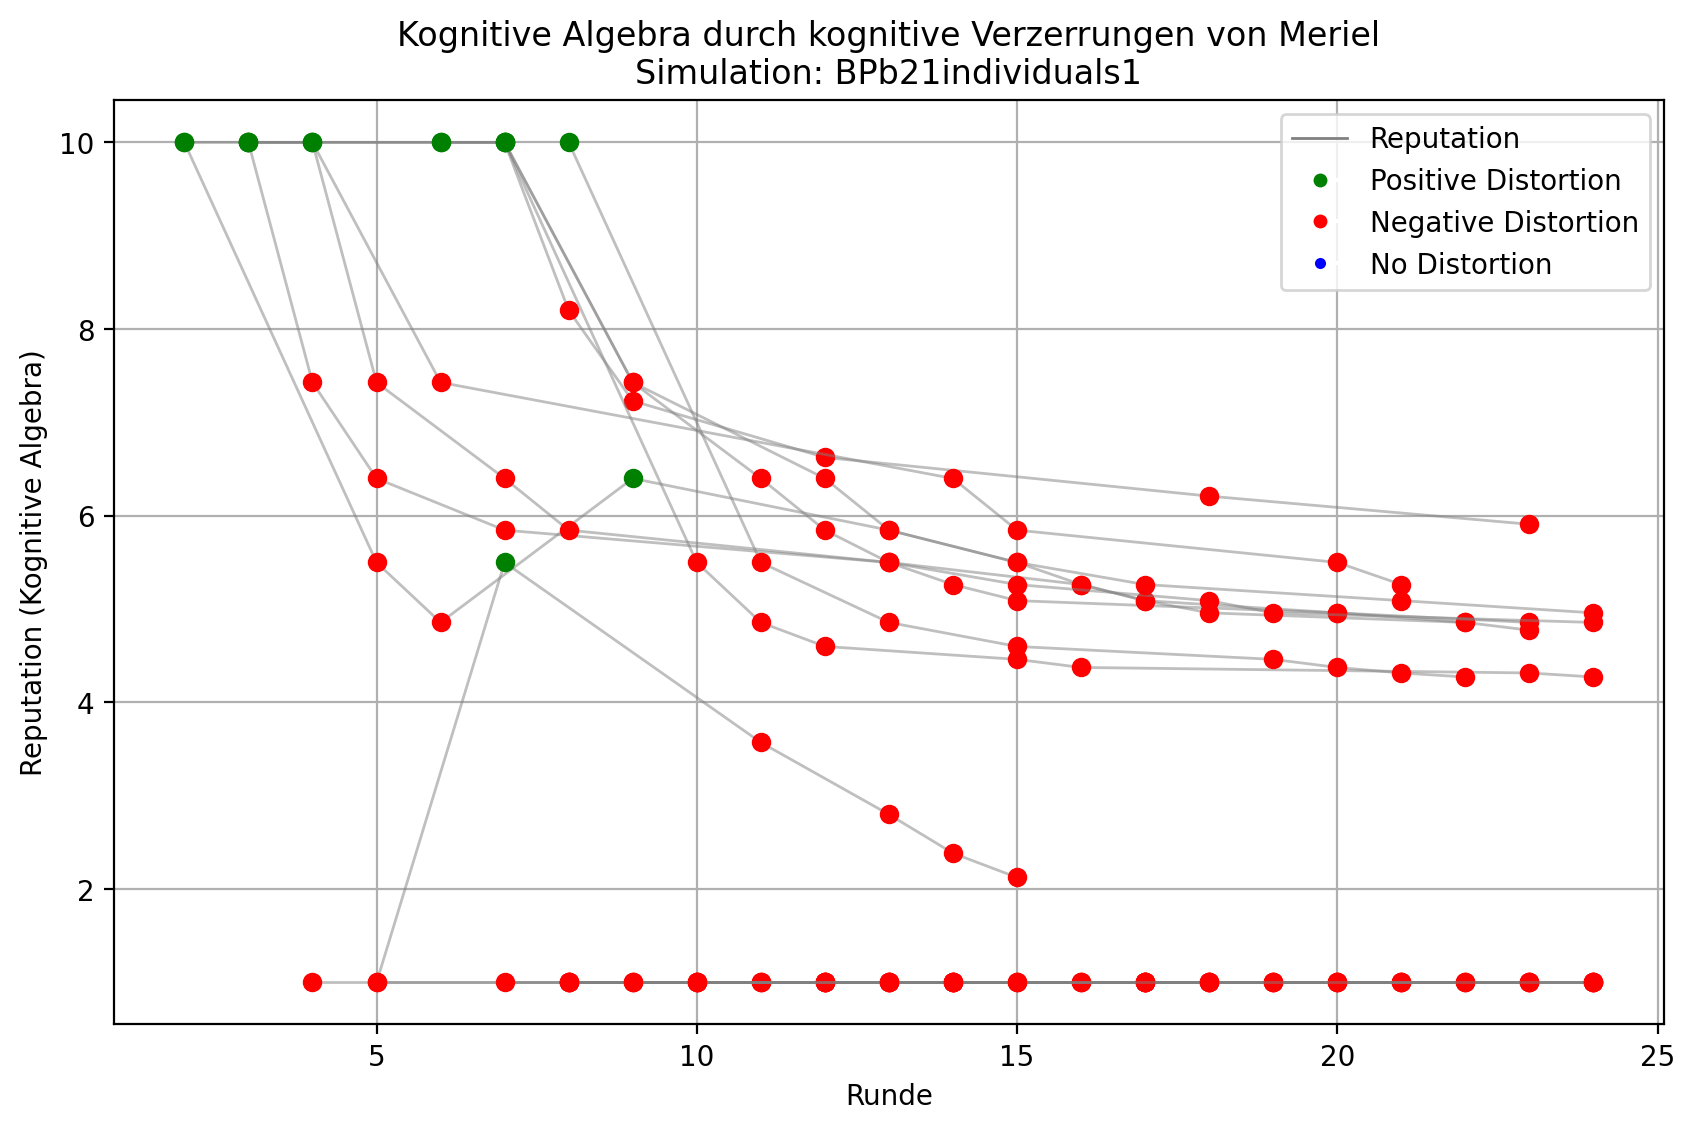 Kognitive Algebra durch kognitive Verzerrungen von Meriel
Simulation: BPb21individuals1
Reputation
Positive Distortion
Negative Distortion
No Distortion
Reputation (Kognitive Algebra)
10
8
6
4
2
5
10
15
20
25
Runde